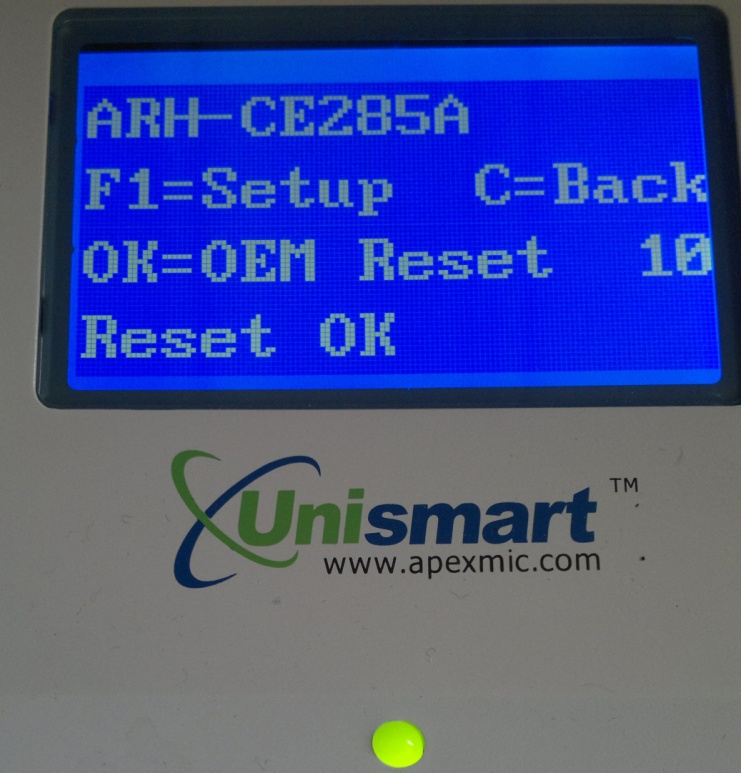 ARH-CE285A
F1=Setup C=Back
OK=OEM Reset 10
Reset OK
Unismart™
www.apexmic.com